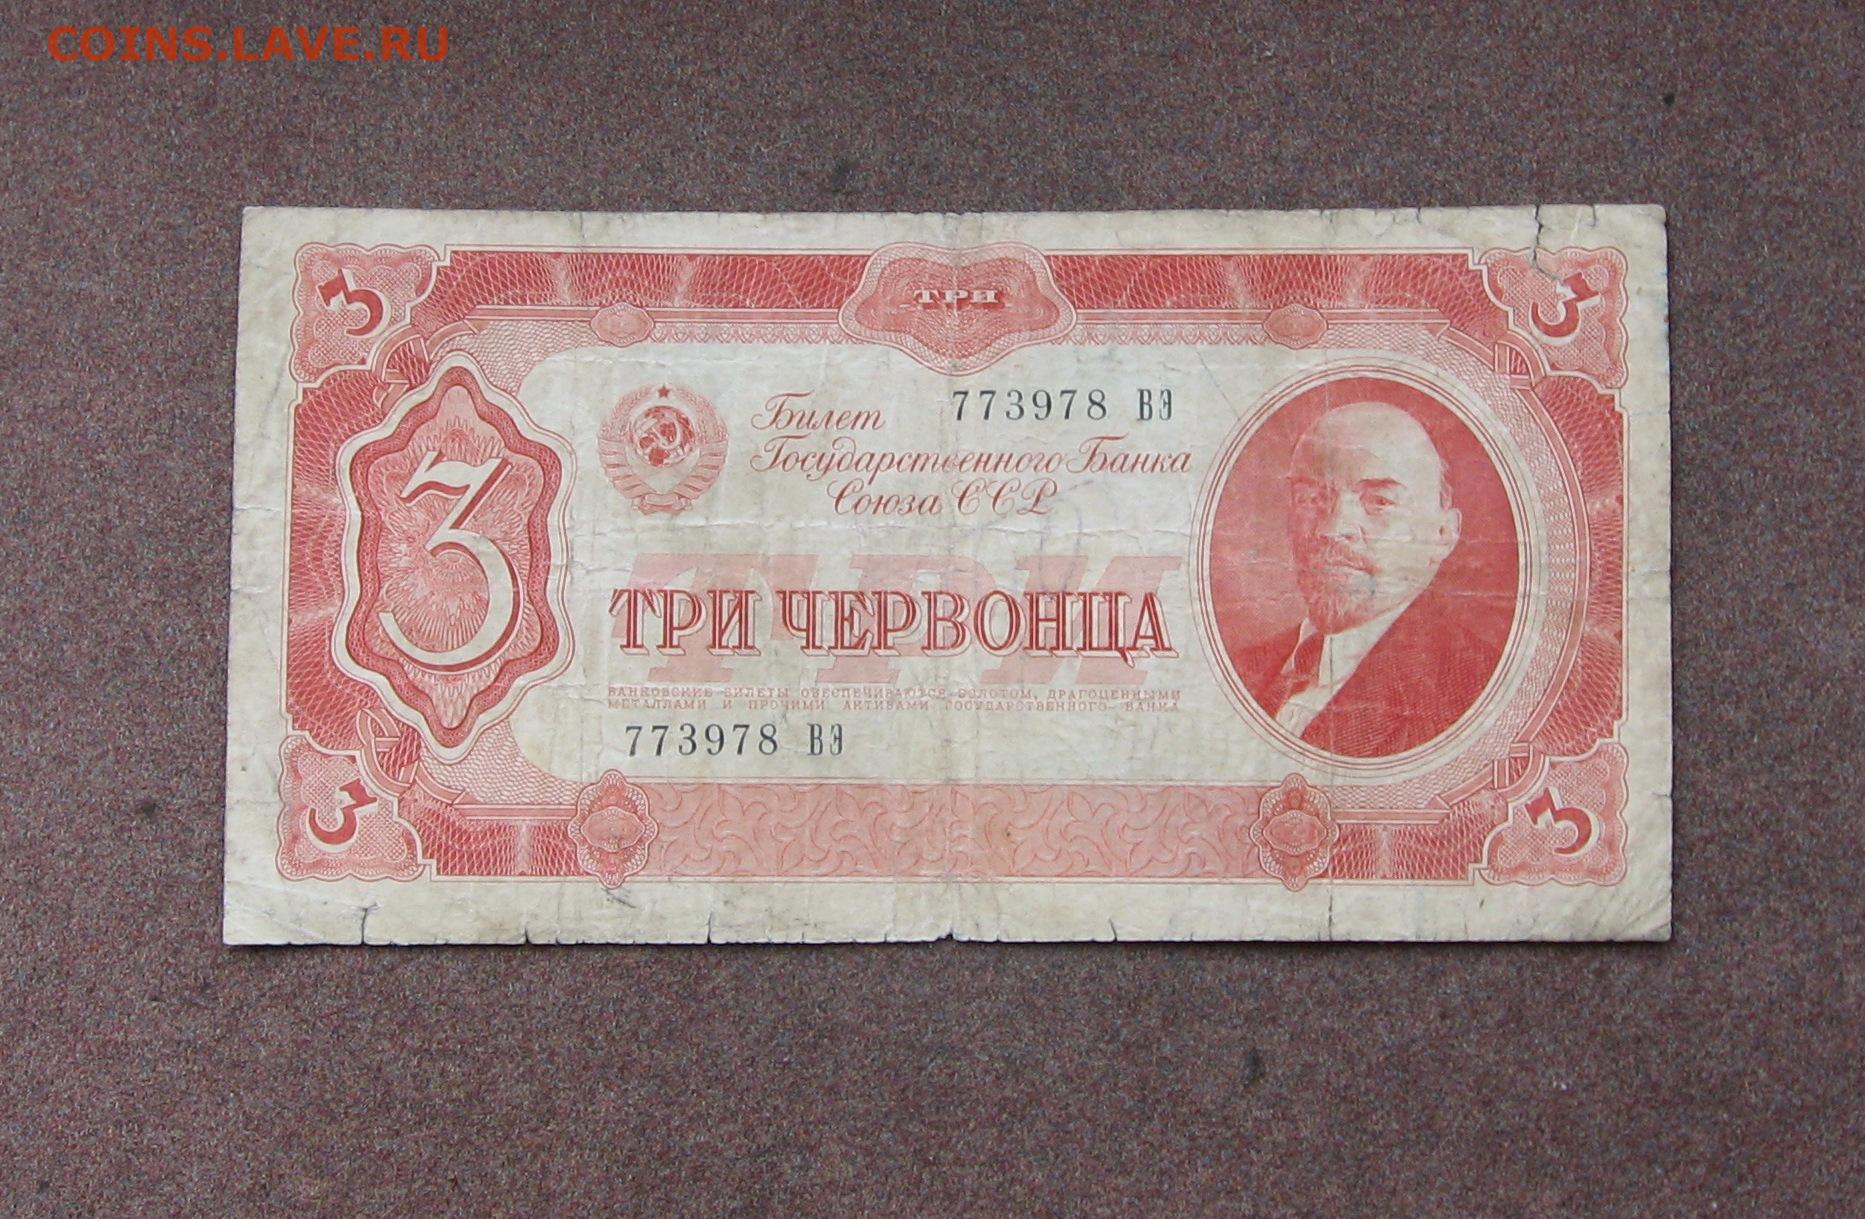 COINS.LAVE.RU
3 3
ТРИ
3
Билет 773978 ВЭ
Государственного Банка
Союза ССР
ТРИ
ТРИ ЧЕРВОНЦА
БАНКОВСКИЕ БИЛЕТЫ ОБЕСПЕЧИВАЮТСЯ ЗОЛОТОМ, ДРАГОЦЕННЫМИ
МЕТАЛЛАМИ И ПРОЧИМИ АКТИВАМИ ГОСУДАРСТВЕННОГО БАНКА
773978 ВЭ
3 3